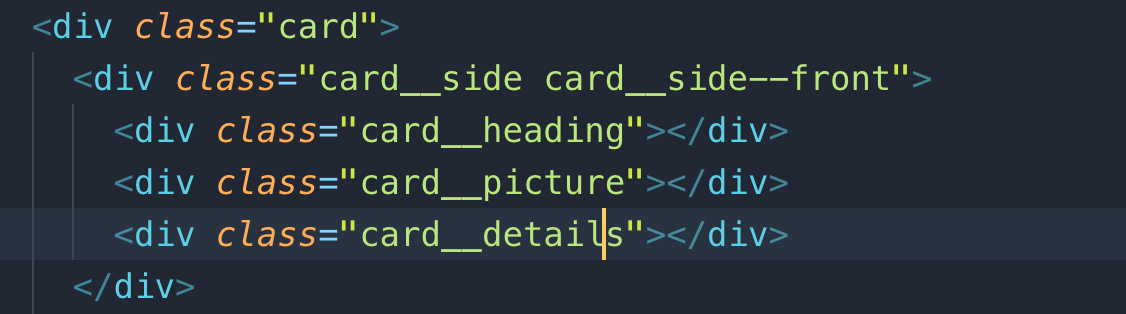 <div class="card">
<div class="card__side card__side--front">
<div class="card__heading"></div>
<div class="card__picture"></div>
<div class="card__details"></div>
</div>